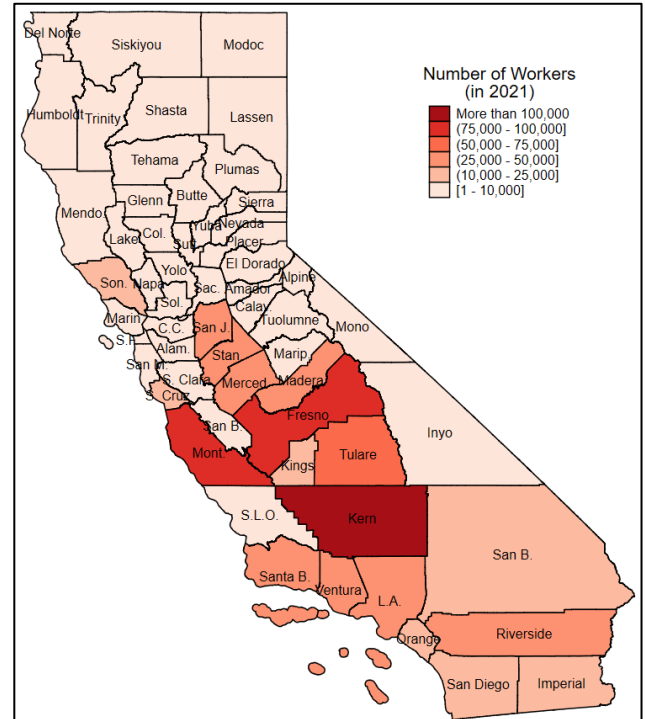 Del Norte
Siskiyou
Modoc
Number of Workers
(in 2021)
More than 100,000
(75,000 - 100,000]
(50,000 - 75,000]
(25,000 - 50,000]
(10,000 - 25,000]
[1 - 10,000]
Humboldt
Trinity
Shasta
Lassen
Tehama
Plumas
Mendo.
Glenn
Butte
Sierra
Lake
Col.
Sutt.
Yuba
Nevada
Placer
Yolo
El Dorado
Son.
Napa
Sac.
Amador
Alpine
Sol.
Calav.
Marin
C.C.
San J.
Tuolumne
Mono
S.F.
Alam.
Stan.
Marip.
San M.
S. Clara
Merced
Madera
S. Cruz
San B.
Fresno
Inyo
Mont.
Kings
Tulare
S.L.O.
Kern
San B.
Santa B.
Ventura
L.A.
Orange
Riverside
San Diego
Imperial